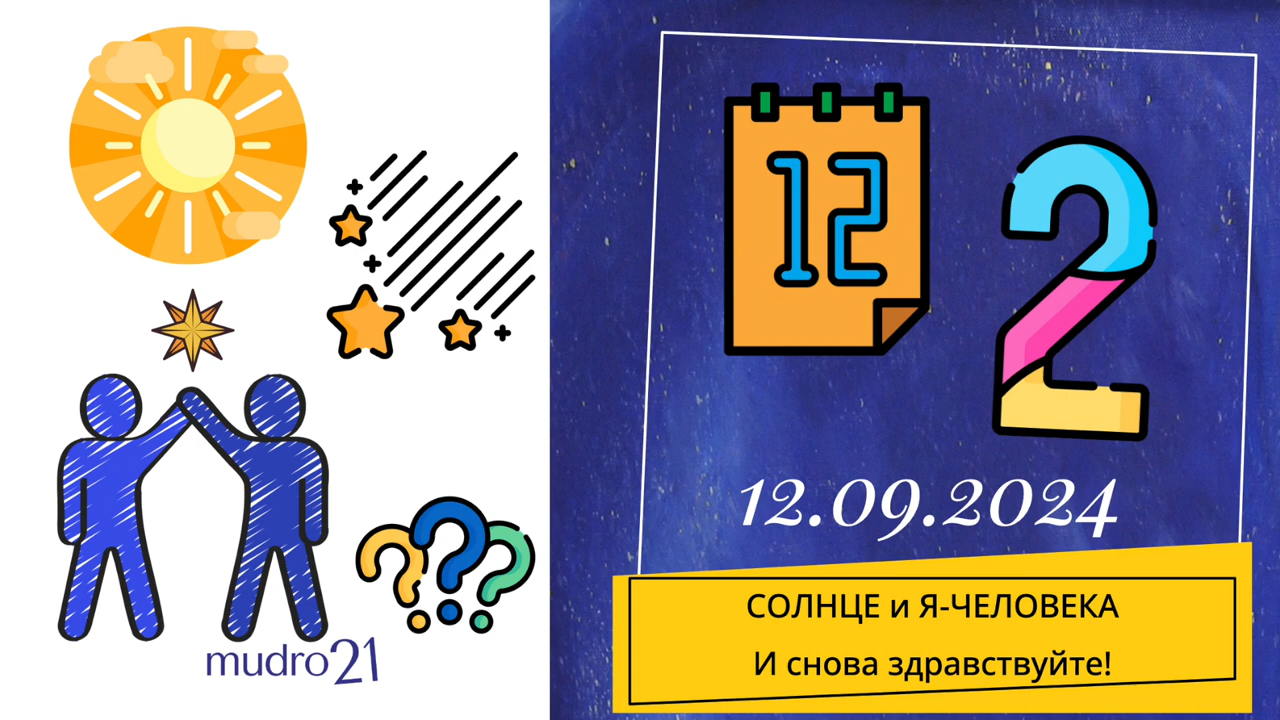 mudro21
12
2
12.09.2024
СОЛНЦЕ и Я-ЧЕЛОВЕКА
И снова здравствуйте!